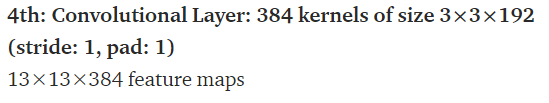 4th: Convolutional Layer: 384 kernels of size 3×3×192
(stride: 1, pad: 1)
13×13×384 feature maps